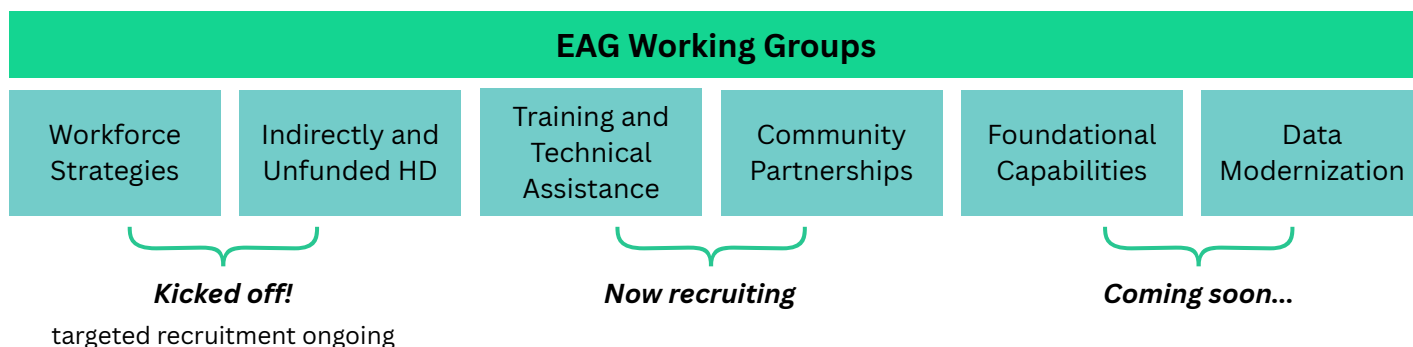 EAG Working Groups
Workforce
Strategies
Indirectly and
Unfunded HD
Training and
Technical
Assistance
Community
Partnerships
Foundational
Capabilities
Data
Modernization
Kicked off!
targeted recruitment ongoing
Now recruiting
Coming soon...